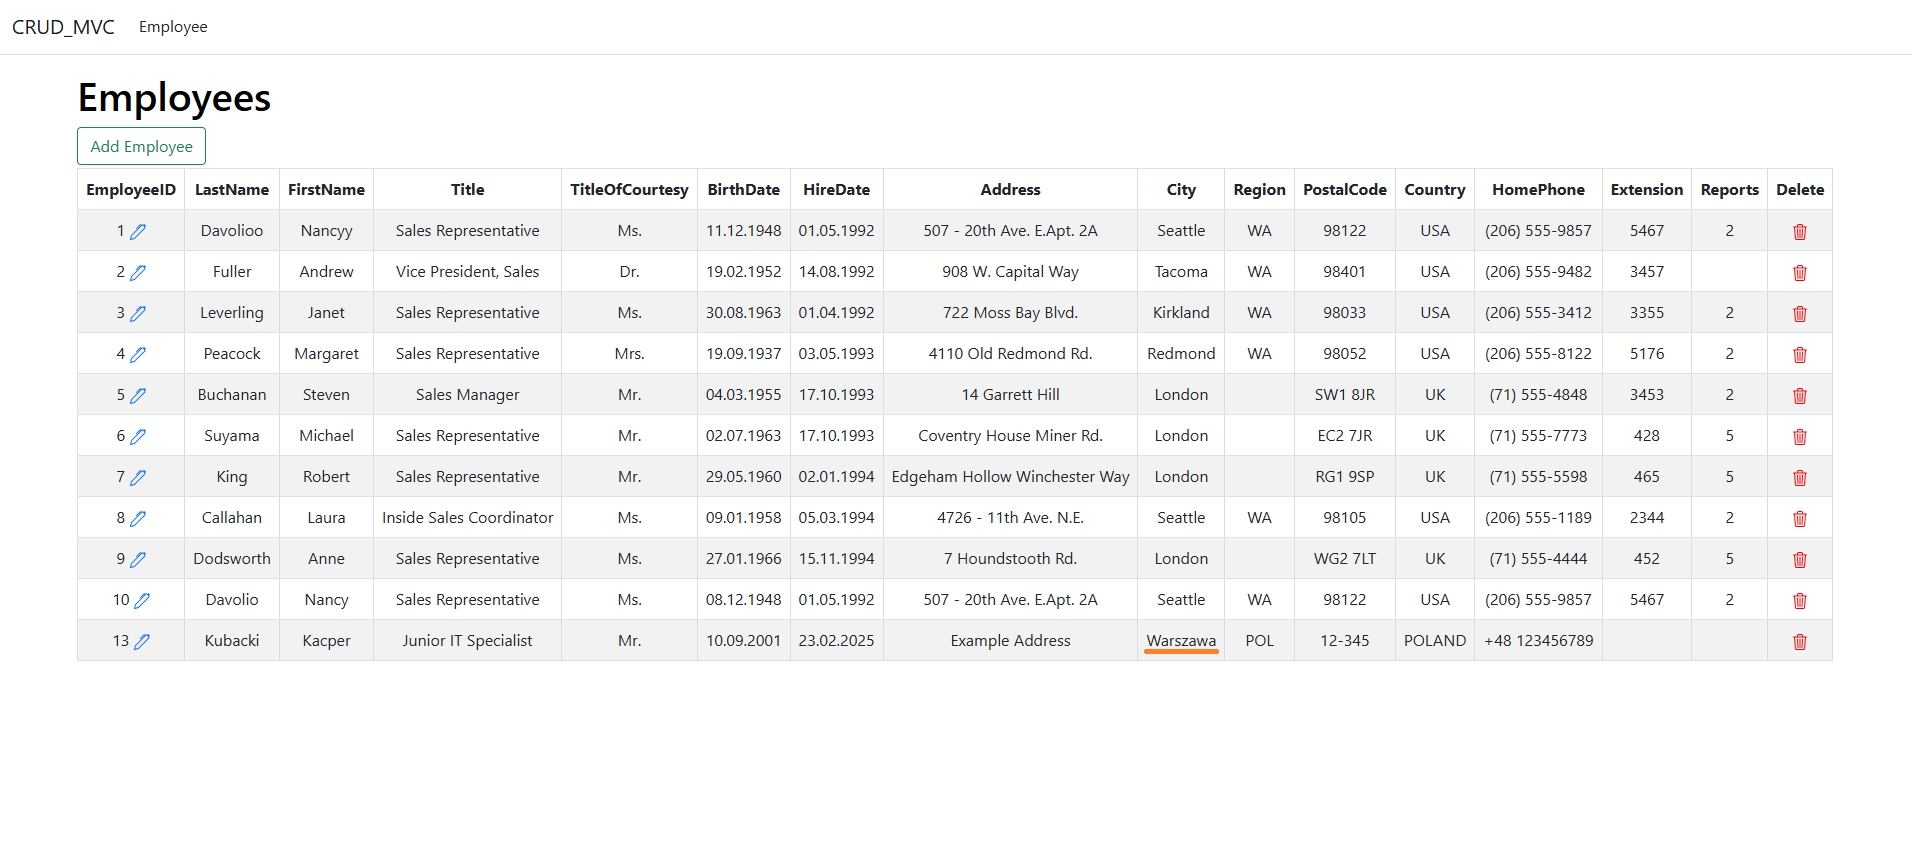 CRUD_MVC Employee
Employees
Add Employee
EmployeeID LastName FirstName Title TitleOfCourtesy BirthDate HireDate Address City Region PostalCode Country HomePhone Extension Reports Delete
1 Davolioo Nancyy Sales Representative Ms. 11.12.1948 01.05.1992 507 - 20th Ave. E.Apt. 2A Seattle WA 98122 USA (206) 555-9857 5467 2
2 Fuller Andrew Vice President, Sales Dr. 19.02.1952 14.08.1992 908 W. Capital Way Tacoma WA 98401 USA (206) 555-9482 3457
3 Leverling Janet Sales Representative Ms. 30.08.1963 01.04.1992 722 Moss Bay Blvd. Kirkland WA 98033 USA (206) 555-3412 3355 2
4 Peacock Margaret Sales Representative Mrs. 19.09.1937 03.05.1993 4110 Old Redmond Rd. Redmond WA 98052 USA (206) 555-8122 5176 2
5 Buchanan Steven Sales Manager Mr. 04.03.1955 17.10.1993 14 Garrett Hill London SW1 8JR UK (71) 555-4848 3453 2
6 Suyama Michael Sales Representative Mr. 02.07.1963 17.10.1993 Coventry House Miner Rd. London EC2 7JR UK (71) 555-7773 428 5
7 King Robert Sales Representative Mr. 29.05.1960 02.01.1994 Edgeham Hollow Winchester Way London RG1 9SP UK (71) 555-5598 465 5
8 Callahan Laura Inside Sales Coordinator Ms. 09.01.1958 05.03.1994 4726 - 11th Ave. N.E. Seattle WA 98105 USA (206) 555-1189 2344 2
9 Dodsworth Anne Sales Representative Ms. 27.01.1966 15.11.1994 7 Houndstooth Rd. London WG2 7LT UK (71) 555-4444 452 5
10 Davolio Nancy Sales Representative Ms. 08.12.1948 01.05.1992 507 - 20th Ave. E.Apt. 2A Seattle WA 98122 USA (206) 555-9857 5467 2
13 Kubacki Kacper Junior IT Specialist Mr. 10.09.2001 23.02.2025 Example Address Warszawa POL 12-345 POLAND +48 123456789